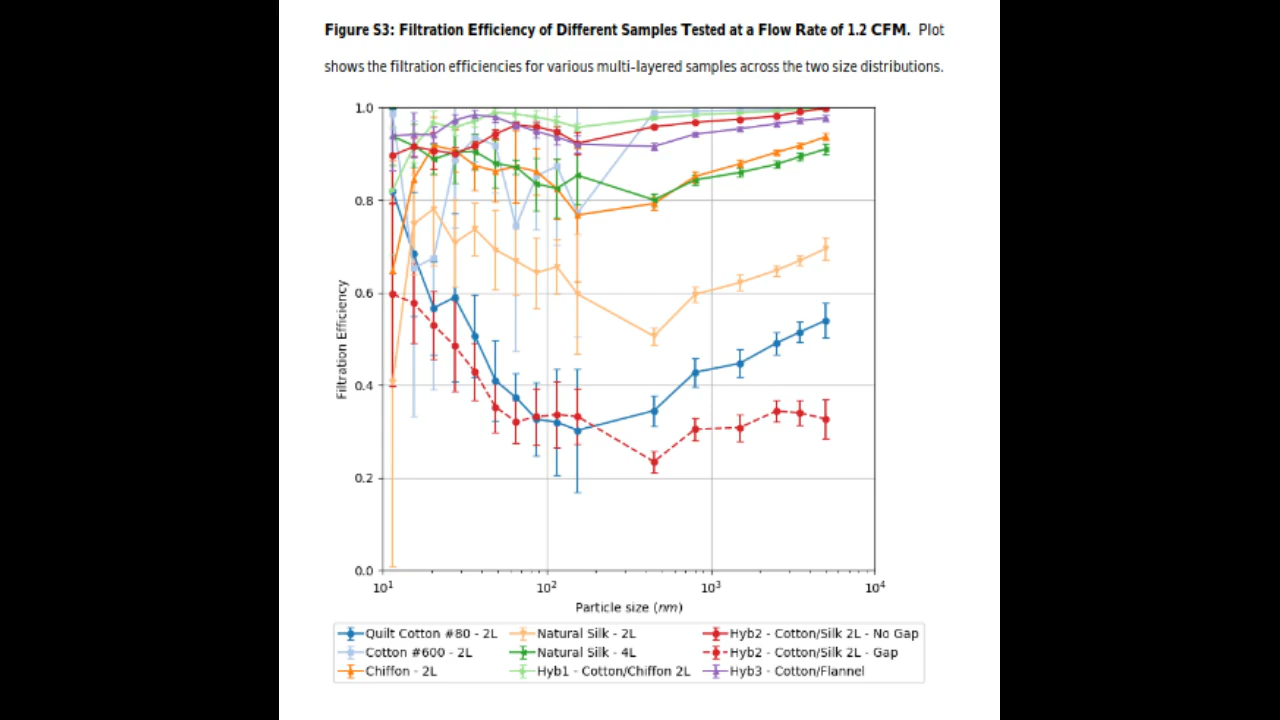 Figure S3: Filtration Efficiency of Different Samples Tested at a Flow Rate of 1.2 CFM. Plot
shows the filtration efficiencies for various multi-layered samples across the two size distributions.
1.0
0.8
0.6
0.4
0.2
0.0
Filtration Efficiency
10¹ 10² 10³ 10⁴
Particle size (nm)
Quilt Cotton #80 - 2L Natural Silk - 2L Hyb2 - Cotton/Silk 2L - No Gap
Cotton #600 - 2L Natural Silk - 4L Hyb2 - Cotton/Silk 2L - Gap
Chiffon - 2L Hyb1 - Cotton/Chiffon 2L Hyb3 - Cotton/Flannel